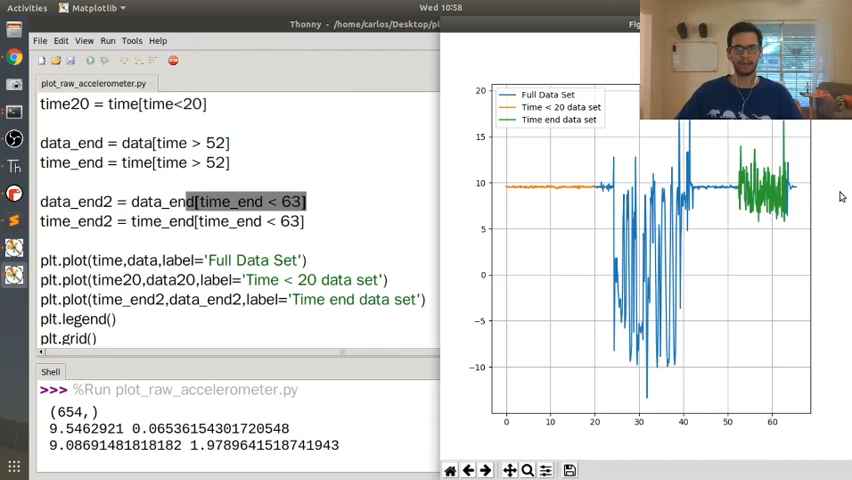 Activities
Matplotlib
Wed 10:58
Thonny - /home/carlos/Desktop/pl
Fig
File Edit View Run Tools Help
plot_raw_accelerometer.py
time20 = time[time<20]
data_end = data[time > 52]
time_end = time[time > 52]
data_end2 = data_end[time_end < 63]
time_end2 = time_end[time_end < 63]
plt.plot(time,data,label='Full Data Set')
plt.plot(time20,data20,label='Time < 20 data set')
plt.plot(time_end2,data_end2,label='Time end data set')
plt.legend()
plt.grid()
Shell
>>> %Run plot_raw_accelerometer.py
(654,)
9.5462921 0.06536154301720548
9.08691481818182 1.9789641518741943
Full Data Set
Time < 20 data set
Time end data set
20
15
10
5
0
−5
−10
0 10 20 30 40 50 60